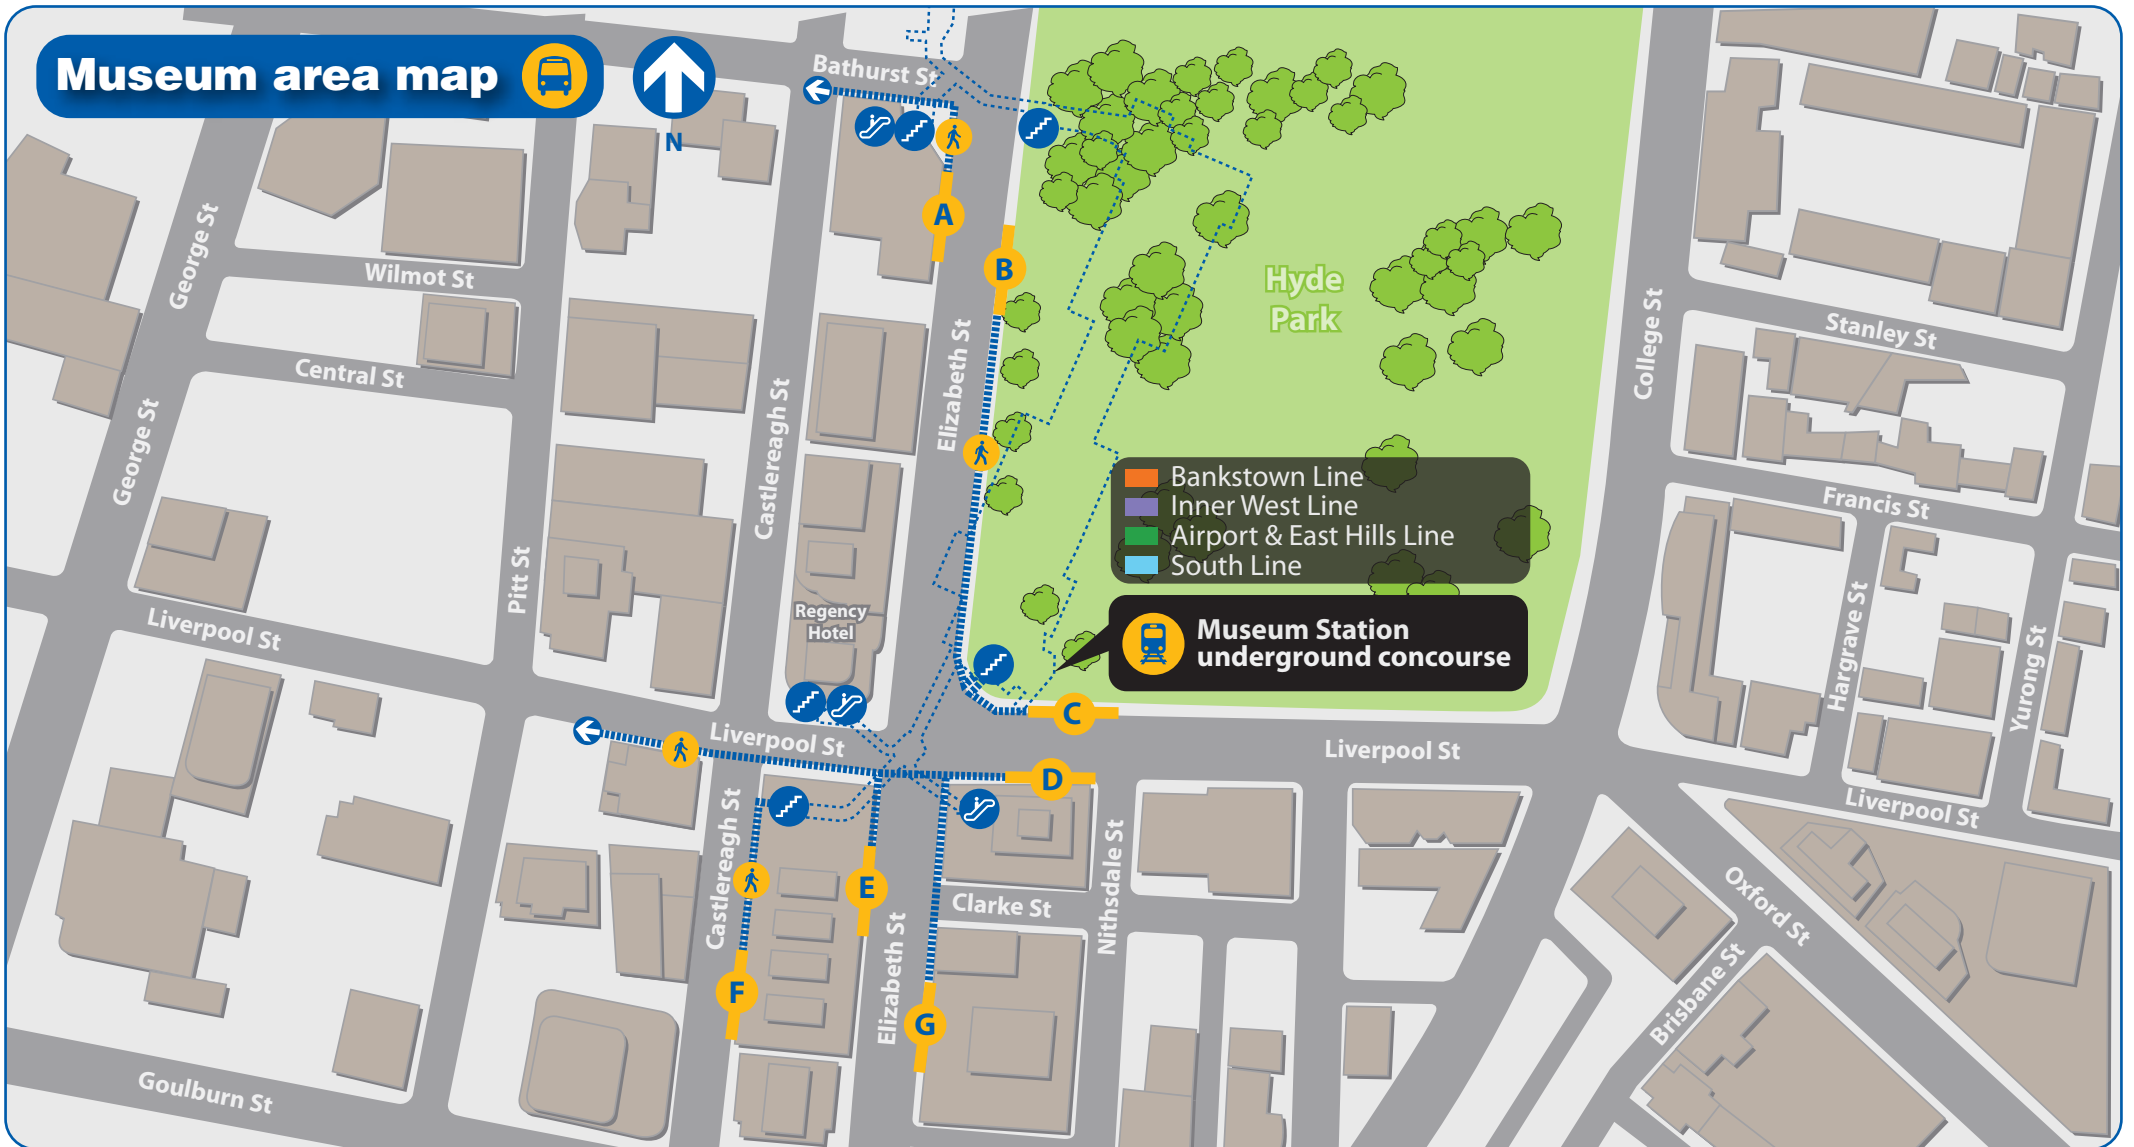 Museum area map
N
Bathurst St
A
B
George St
Wilmot St
Hyde
Park
College St
Stanley St
Central St
Elizabeth St
Castlereagh St
George St
Bankstown Line
Inner West Line
Airport & East Hills Line
South Line
Francis St
Pitt St
Hargrave St
Yurong St
Regency
Hotel
Liverpool St
Museum Station
underground concourse
C
Liverpool St
Liverpool St
D
Liverpool St
Castlereagh St
Nithsdale St
E
Clarke St
Elizabeth St
Oxford St
Brisbane St
F
G
Goulburn St